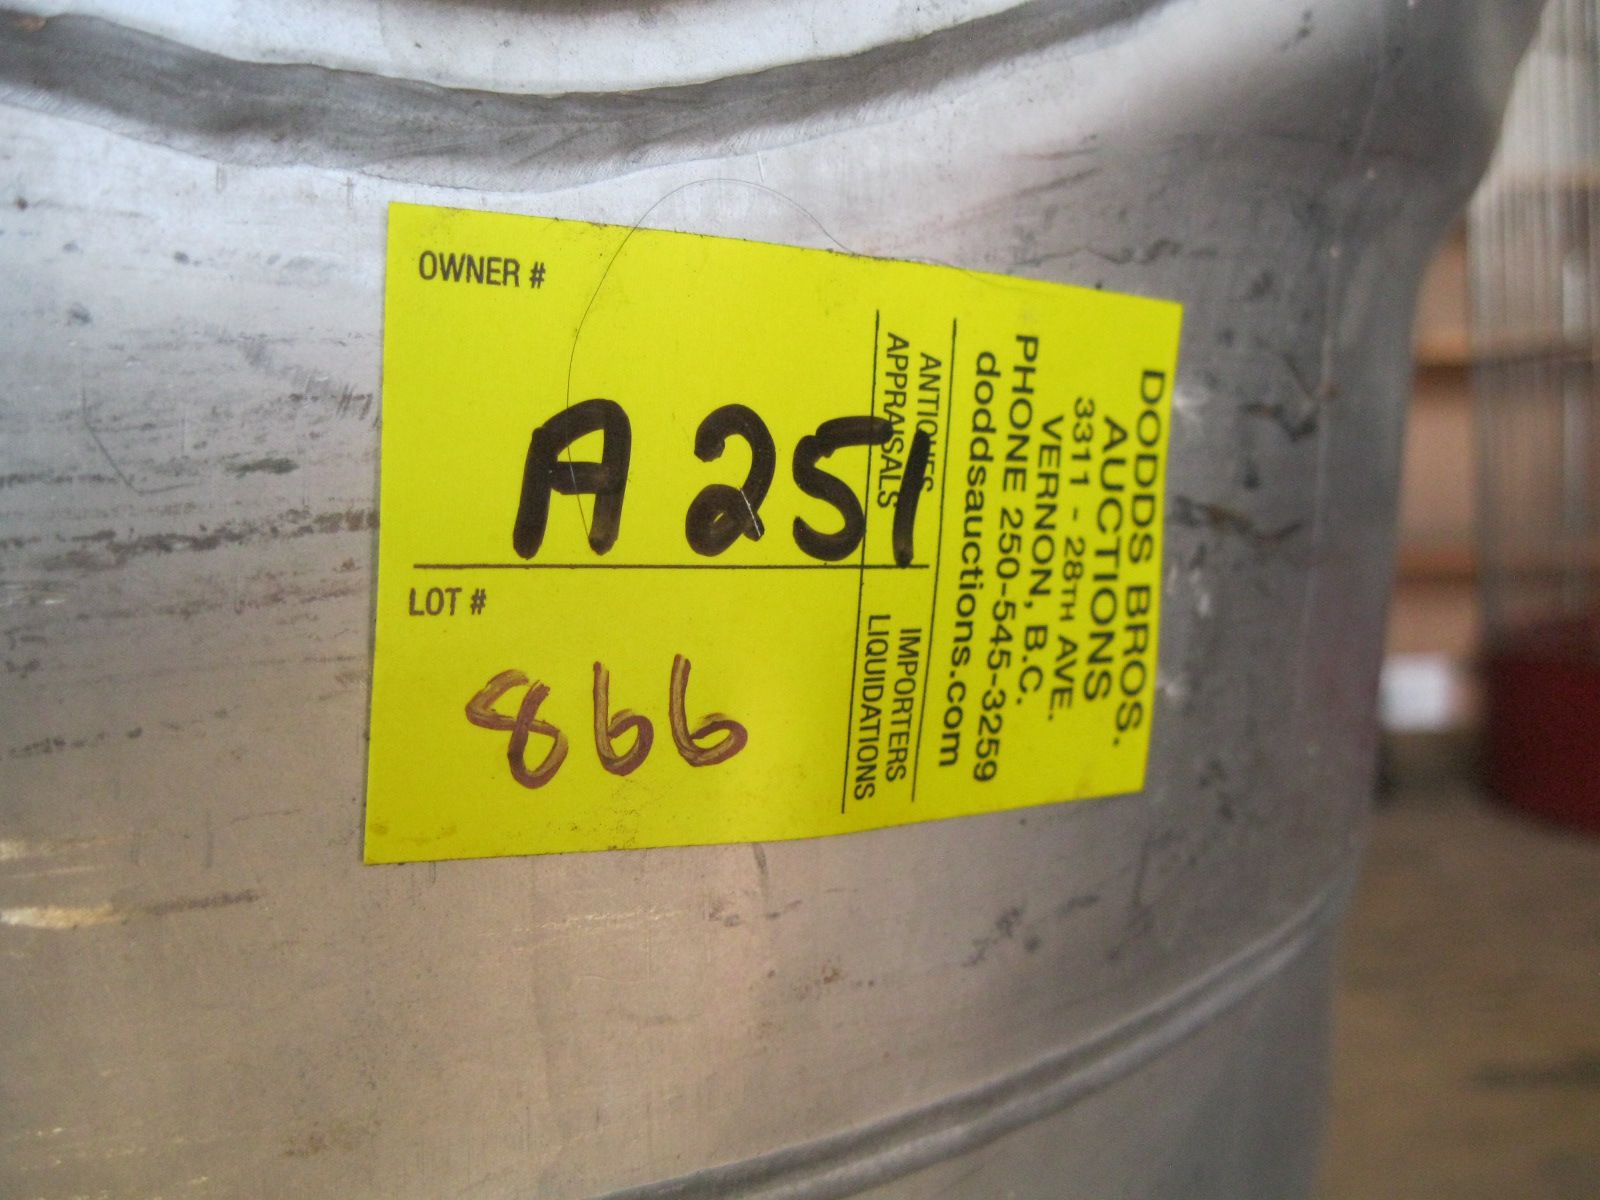 OWNER #
A 251
LOT #
866
DODDS BROS.
AUCTIONS
3311 - 28TH AVE.
VERNON, B.C.
PHONE 250-545-3259
doddsauctions.com
ANTIQUES IMPORTERS
APPRAISALS LIQUIDATIONS